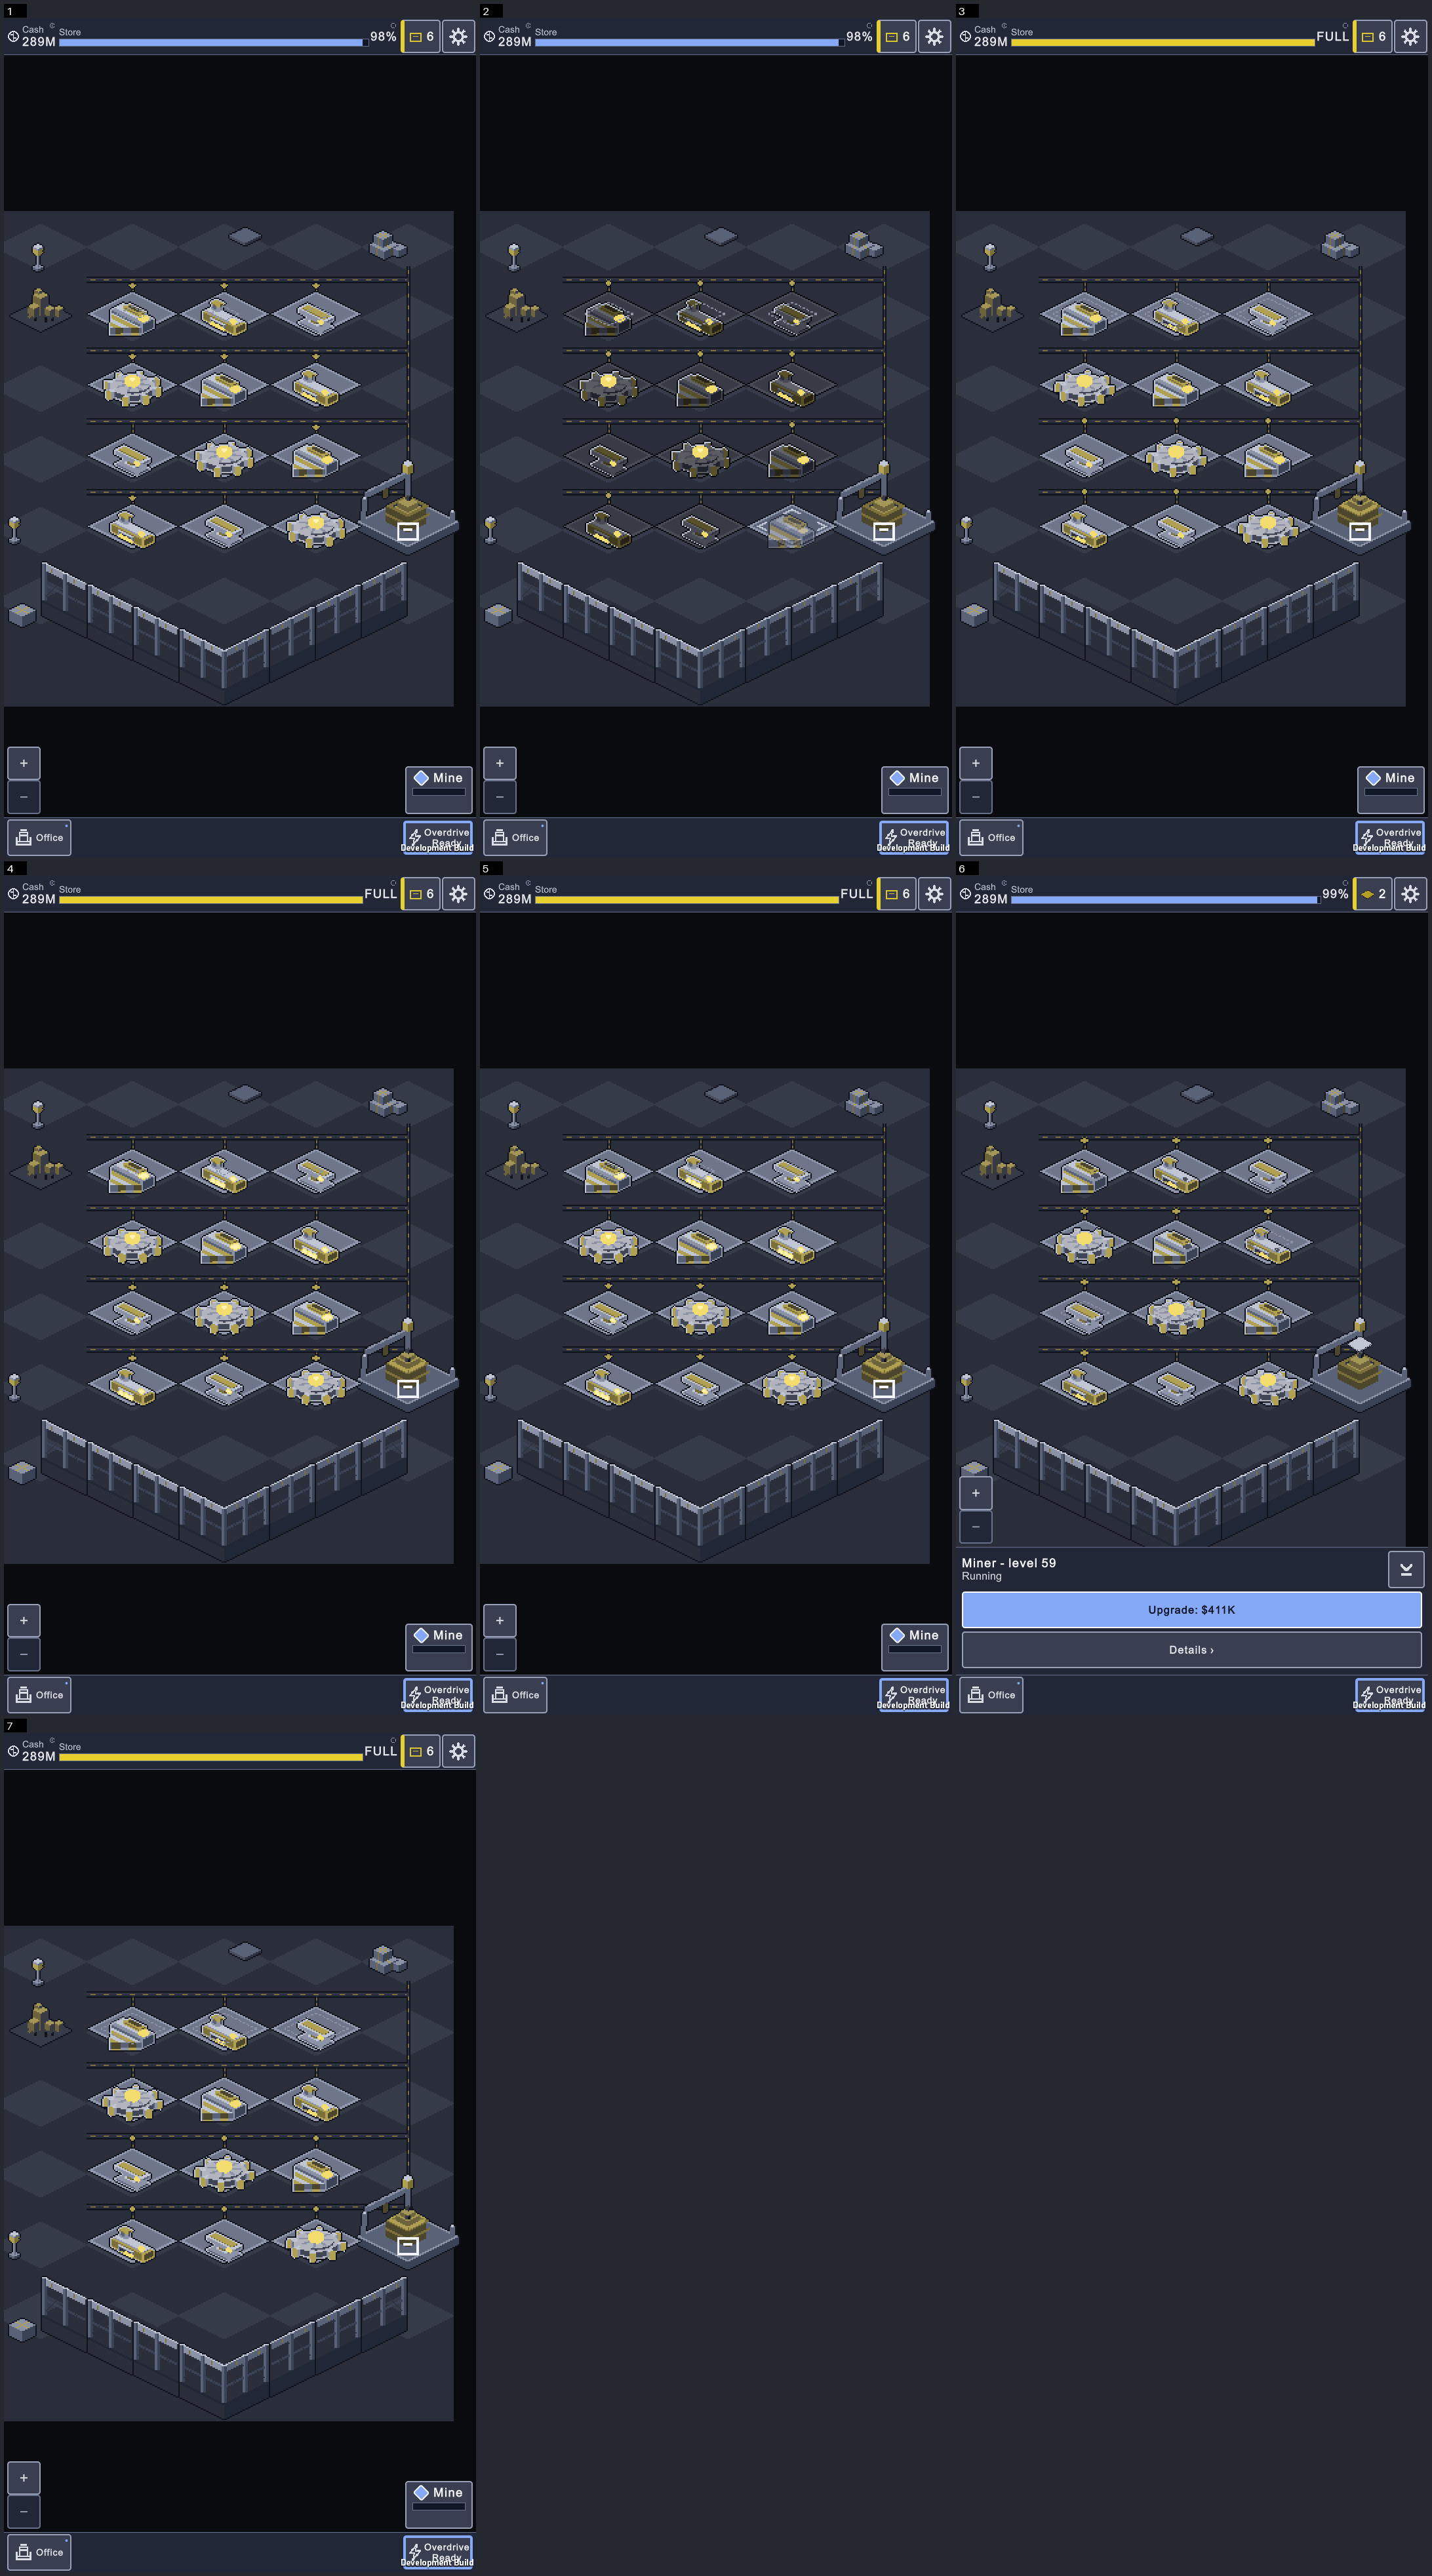 1
Cash
Store
289M
98%
6
+
−
Mine
Office
Overdrive
Ready
Development Build
2
Cash
Store
289M
98%
6
+
−
Mine
Office
Overdrive
Ready
Development Build
3
Cash
Store
289M
FULL
6
+
−
Mine
Office
Overdrive
Ready
Development Build
4
Cash
Store
289M
FULL
6
+
−
Mine
Office
Overdrive
Ready
Development Build
5
Cash
Store
289M
FULL
6
+
−
Mine
Office
Overdrive
Ready
Development Build
6
Cash
Store
289M
99%
2
+
−
Miner - level 59
Running
Upgrade: $411K
Details ›
Office
Overdrive
Ready
Development Build
7
Cash
Store
289M
FULL
6
+
−
Mine
Office
Overdrive
Ready
Development Build